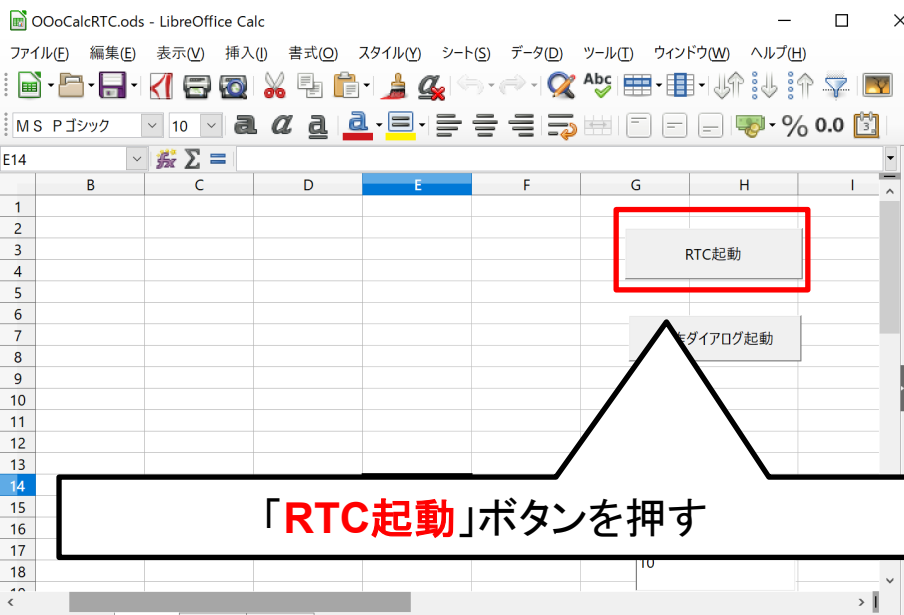 OOoCalcRTC.ods - LibreOffice Calc
ファイル(F) 編集(E) 表示(V) 挿入(I) 書式(O) スタイル(Y) シート(S) データ(D) ツール(T) ウィンドウ(W) ヘルプ(H)
Abc
ＭＳ Ｐゴシック 10 a a a a % 0.0
E14 fx Σ =
B C D E F G H I
1
2
3 RTC起動
4
5
6
7 ダイアログ起動
8
9
10
11
12
13
14
15 「RTC起動」ボタンを押す
16
17
18 10